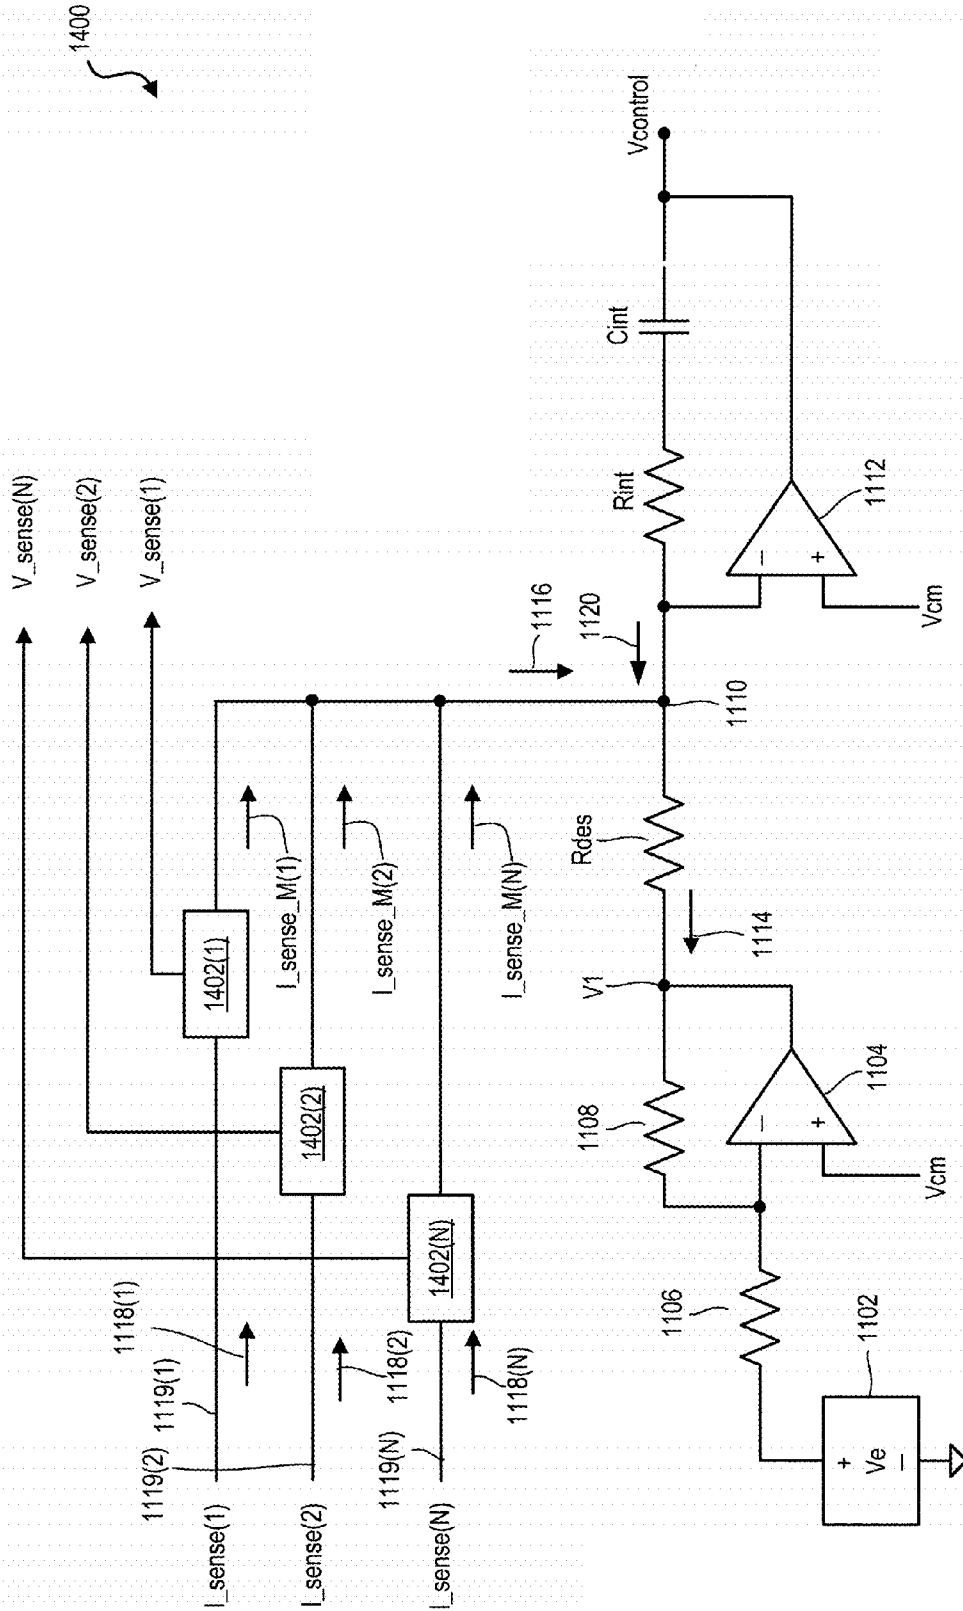 1400
V_sense(N)
V_sense(2)
V_sense(1)
1402(1)
1402(2)
1402(N)
I_sense_M(1)
I_sense_M(2)
I_sense_M(N)
1118(1)
1118(2)
1118(N)
1119(1)
1119(2)
1119(N)
I_sense(1)
I_sense(2)
I_sense(N)
1116
1120
1110
Rdes
1114
V1
1108
1104
−
+
Vcm
1106
1102
+
Ve
−
Rint
Cint
Vcontrol
1112
−
+
Vcm